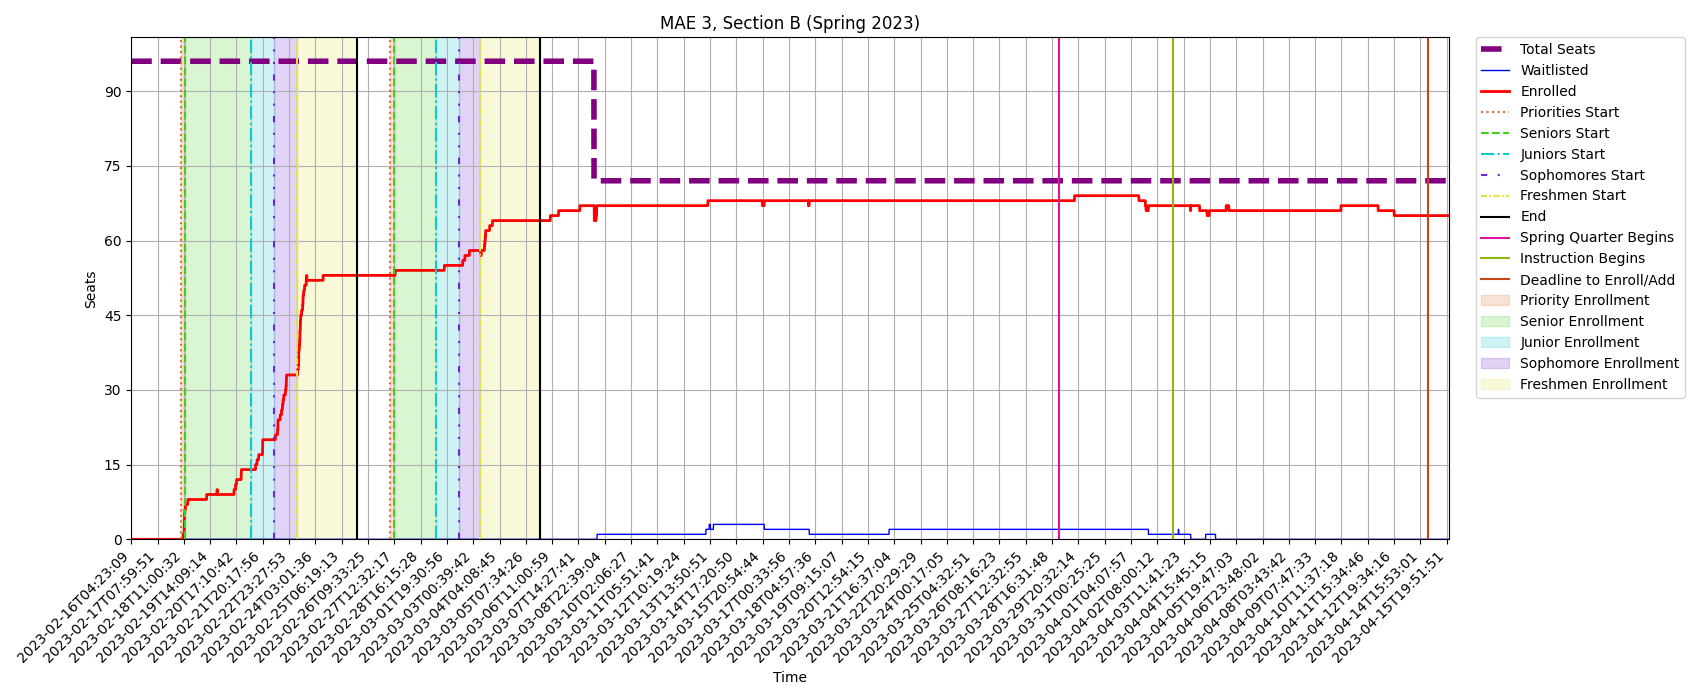 MAE 3, Section B (Spring 2023)
Seats
90
75
60
45
30
15
0
2023-02-16T04:23:09
2023-02-17T07:59:51
2023-02-18T11:00:32
2023-02-19T14:09:14
2023-02-20T17:10:42
2023-02-21T20:17:56
2023-02-22T23:27:53
2023-02-24T03:01:36
2023-02-25T06:19:13
2023-02-26T09:33:25
2023-02-27T12:32:17
2023-02-28T16:15:28
2023-03-01T19:30:56
2023-03-03T00:39:42
2023-03-04T04:08:45
2023-03-05T07:34:26
2023-03-06T11:00:59
2023-03-07T14:27:41
2023-03-08T22:39:04
2023-03-10T02:06:27
2023-03-11T05:51:41
2023-03-12T10:19:24
2023-03-13T13:50:51
2023-03-14T17:20:50
2023-03-15T20:54:44
2023-03-17T00:33:56
2023-03-18T04:57:36
2023-03-19T09:15:07
2023-03-20T12:54:15
2023-03-21T16:37:04
2023-03-22T20:29:29
2023-03-24T00:17:05
2023-03-25T04:32:51
2023-03-26T08:16:23
2023-03-27T12:32:55
2023-03-28T16:31:48
2023-03-29T20:32:14
2023-03-31T00:25:25
2023-04-01T04:07:57
2023-04-02T08:00:12
2023-04-03T11:41:23
2023-04-04T15:45:15
2023-04-05T19:47:03
2023-04-06T23:48:02
2023-04-08T03:43:42
2023-04-09T07:47:33
2023-04-10T11:37:18
2023-04-11T15:34:46
2023-04-12T19:34:16
2023-04-14T15:53:01
2023-04-15T19:51:51
Time
Total Seats
Waitlisted
Enrolled
Priorities Start
Seniors Start
Juniors Start
Sophomores Start
Freshmen Start
End
Spring Quarter Begins
Instruction Begins
Deadline to Enroll/Add
Priority Enrollment
Senior Enrollment
Junior Enrollment
Sophomore Enrollment
Freshmen Enrollment